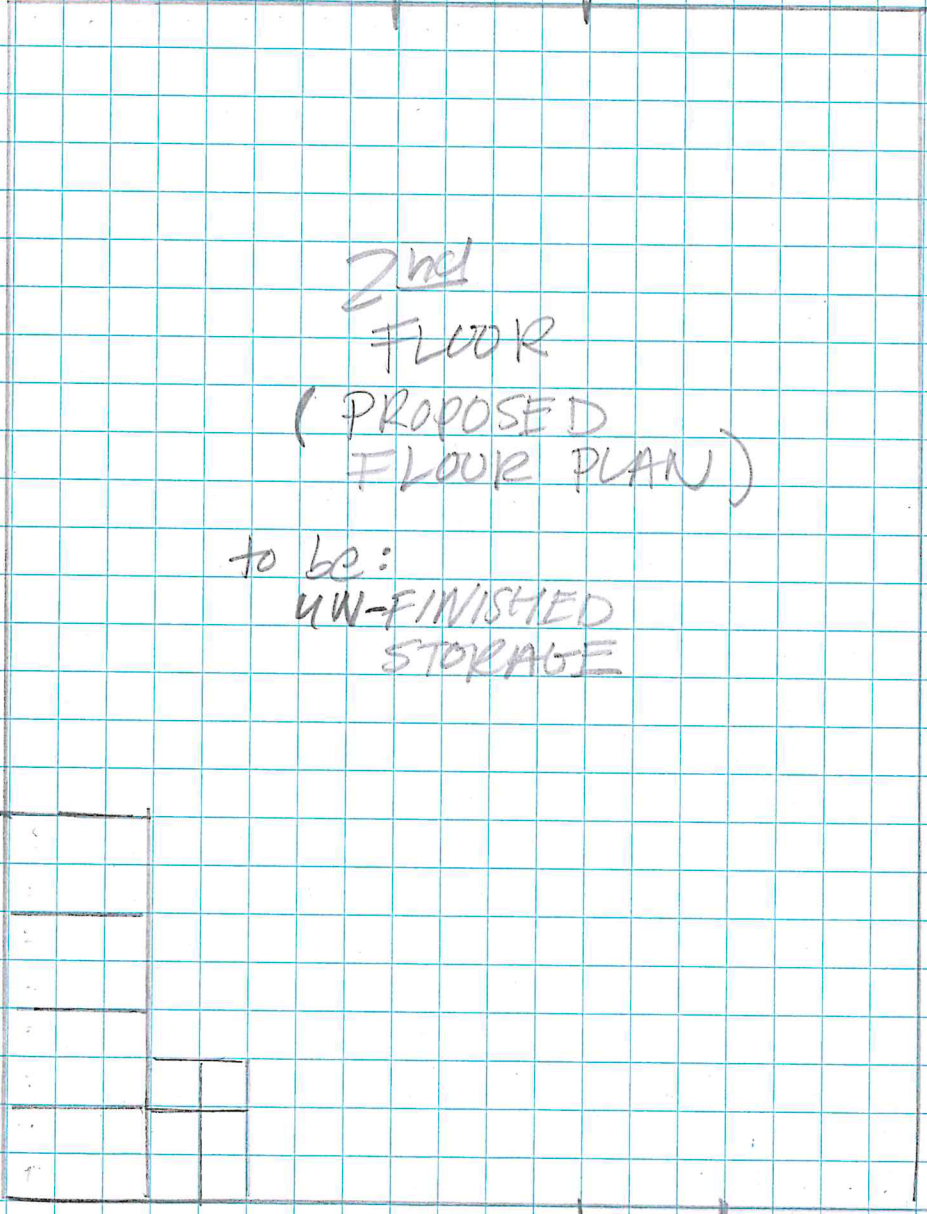 2nd
FLOOR
(PROPOSED
FLOOR PLAN)
to be:
UN-FINISHED
STORAGE